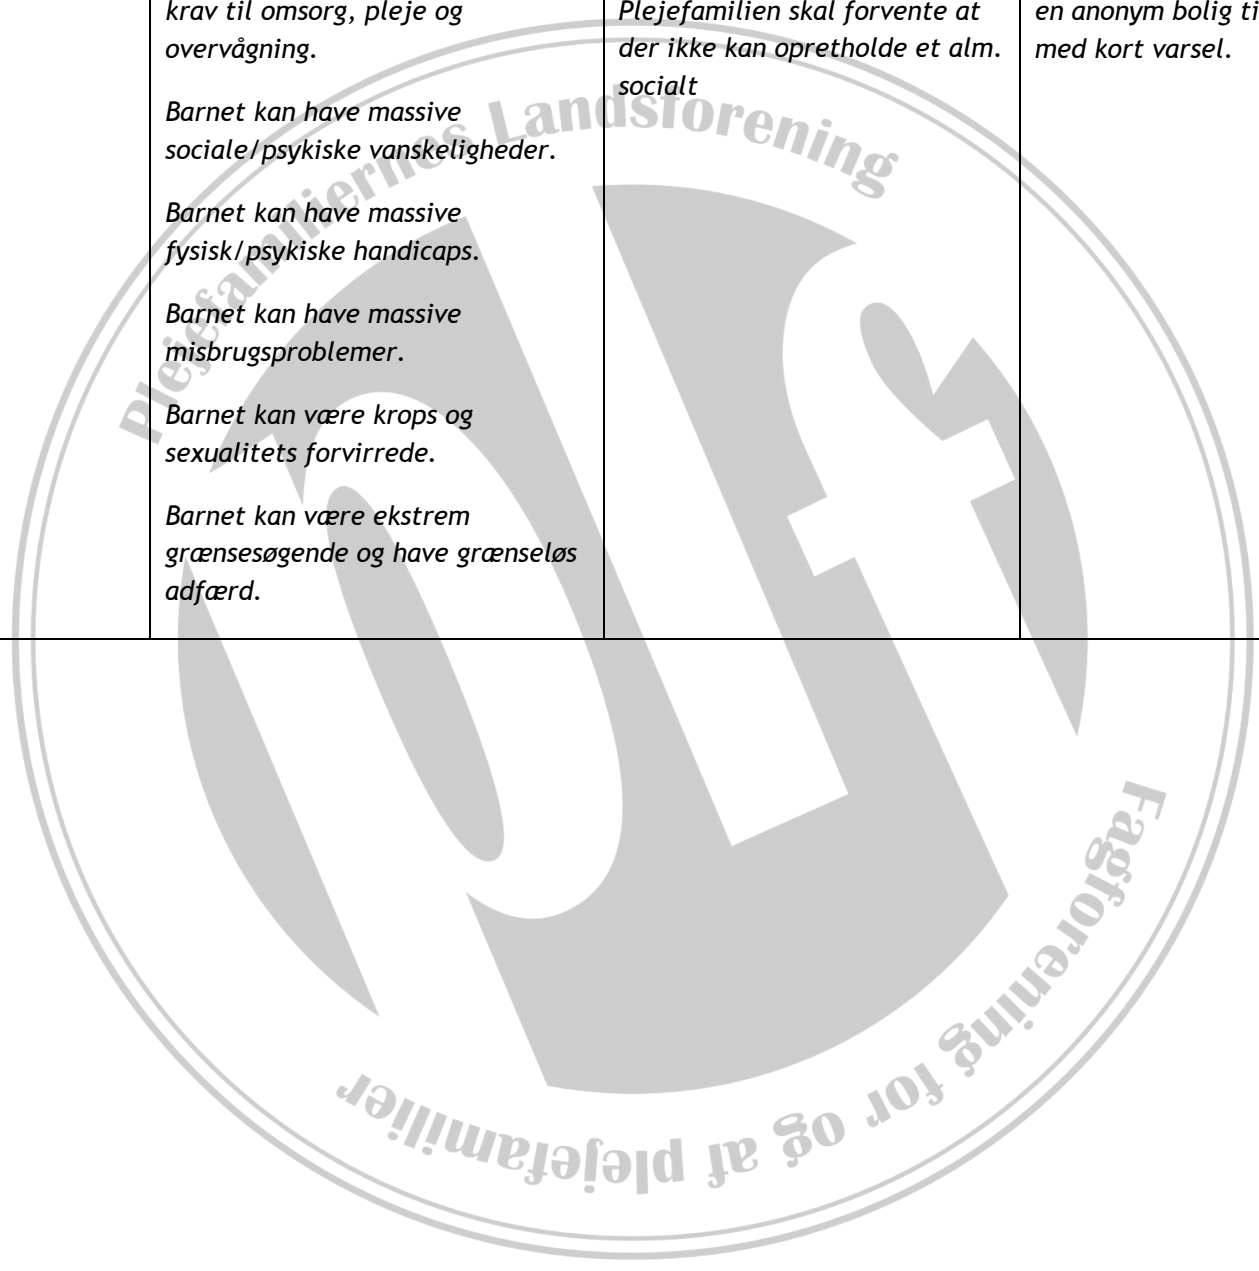 krav til omsorg, pleje og
overvågning.
Barnet kan have massive
sociale/psykiske vanskeligheder.
Barnet kan have massive
fysisk/psykiske handicaps.
Barnet kan have massive
misbrugsproblemer.
Barnet kan være krops og
sexualitets forvirrede.
Barnet kan være ekstrem
grænsesøgende og have grænseløs
adfærd.
Plejefamilien skal forvente at
der ikke kan opretholde et alm.
socialt
en anonym bolig ti
med kort varsel.
Plejefamiliernes Landsforening
plf
Fagforening for og af plejefamilier